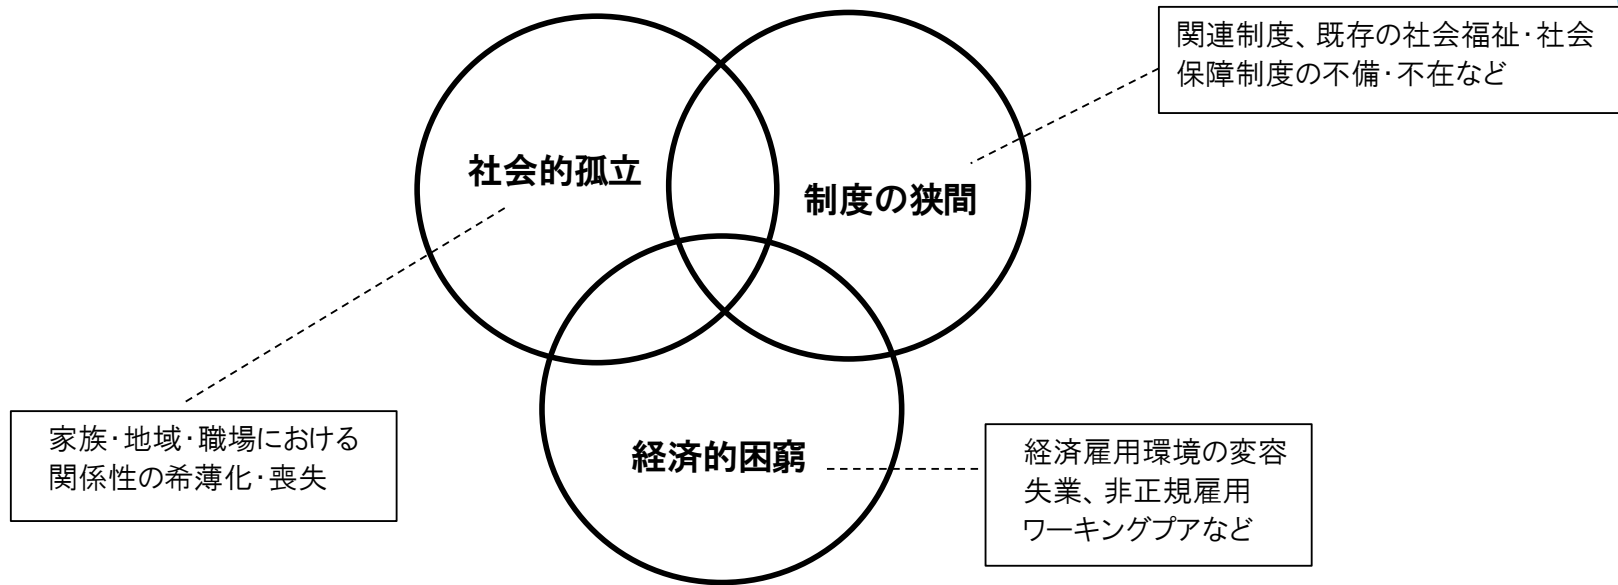 関連制度、既存の社会福祉・社会
保障制度の不備・不在など
社会的孤立
制度の狭間
家族・地域・職場における
関係性の希薄化・喪失
経済的困窮
経済雇用環境の変容
失業、非正規雇用
ワーキングプアなど